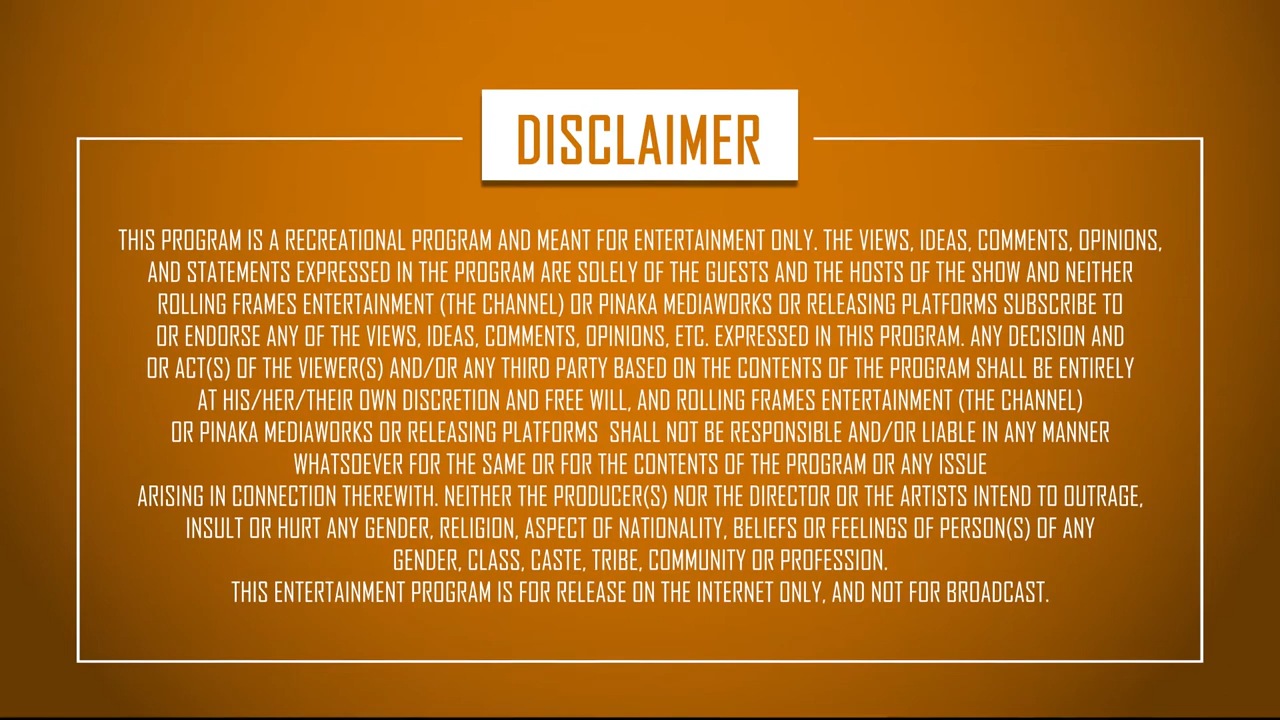 DISCLAIMER
THIS PROGRAM IS A RECREATIONAL PROGRAM AND MEANT FOR ENTERTAINMENT ONLY. THE VIEWS, IDEAS, COMMENTS, OPINIONS,
AND STATEMENTS EXPRESSED IN THE PROGRAM ARE SOLELY OF THE GUESTS AND THE HOSTS OF THE SHOW AND NEITHER
ROLLING FRAMES ENTERTAINMENT (THE CHANNEL) OR PINAKA MEDIAWORKS OR RELEASING PLATFORMS SUBSCRIBE TO
OR ENDORSE ANY OF THE VIEWS, IDEAS, COMMENTS, OPINIONS, ETC. EXPRESSED IN THIS PROGRAM. ANY DECISION AND
OR ACT(S) OF THE VIEWER(S) AND/OR ANY THIRD PARTY BASED ON THE CONTENTS OF THE PROGRAM SHALL BE ENTIRELY
AT HIS/HER/THEIR OWN DISCRETION AND FREE WILL, AND ROLLING FRAMES ENTERTAINMENT (THE CHANNEL)
OR PINAKA MEDIAWORKS OR RELEASING PLATFORMS SHALL NOT BE RESPONSIBLE AND/OR LIABLE IN ANY MANNER
WHATSOEVER FOR THE SAME OR FOR THE CONTENTS OF THE PROGRAM OR ANY ISSUE
ARISING IN CONNECTION THEREWITH. NEITHER THE PRODUCER(S) NOR THE DIRECTOR OR THE ARTISTS INTEND TO OUTRAGE,
INSULT OR HURT ANY GENDER, RELIGION, ASPECT OF NATIONALITY, BELIEFS OR FEELINGS OF PERSON(S) OF ANY
GENDER, CLASS, CASTE, TRIBE, COMMUNITY OR PROFESSION.
THIS ENTERTAINMENT PROGRAM IS FOR RELEASE ON THE INTERNET ONLY, AND NOT FOR BROADCAST.